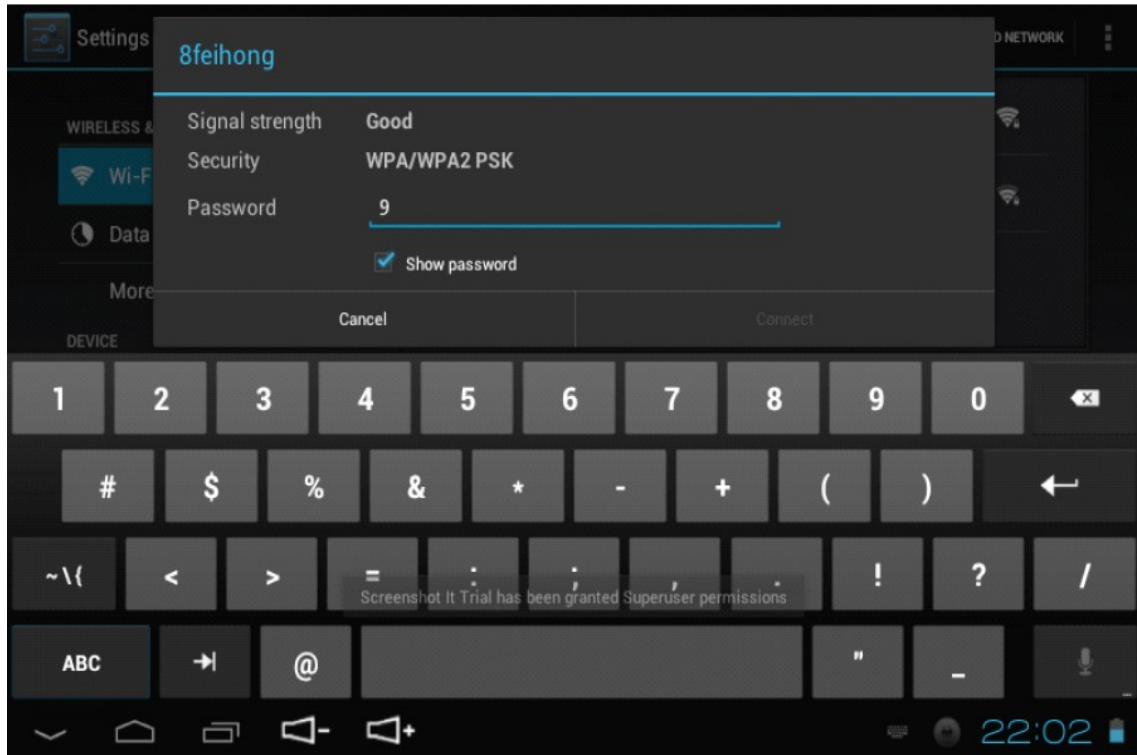 Settings
D NETWORK
8feihong
WIRELESS &
Signal strength Good
Security WPA/WPA2 PSK
Wi-F
Password 9
Data
Show password
More
Cancel Connect
DEVICE
1 2 3 4 5 6 7 8 9 0
# $ % & * - + ( )
~\{ < > = : ; , . ! ? /
Screenshot It Trial has been granted Superuser permissions
ABC @ " _
22:02